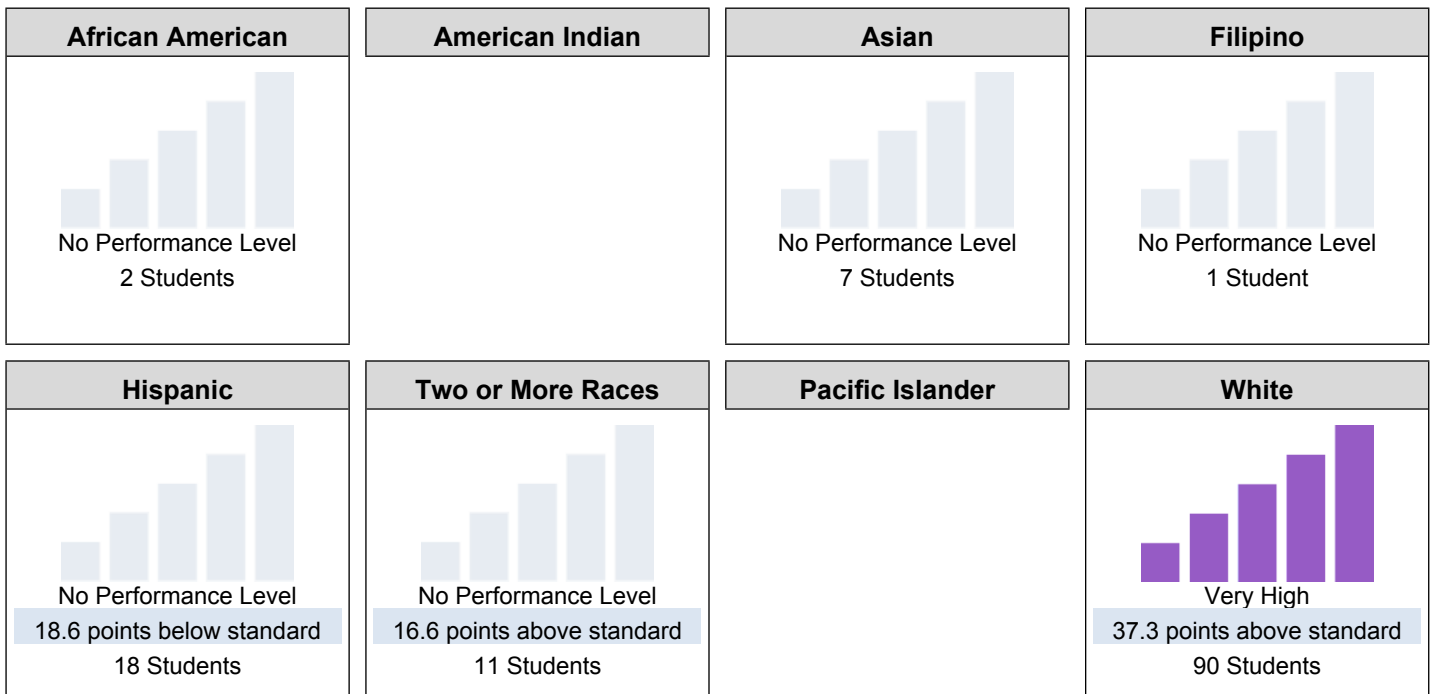 African American
American Indian
Asian
Filipino
No Performance Level
2 Students
No Performance Level
7 Students
No Performance Level
1 Student
Hispanic
Two or More Races
Pacific Islander
White
No Performance Level
18.6 points below standard
18 Students
No Performance Level
16.6 points above standard
11 Students
Very High
37.3 points above standard
90 Students